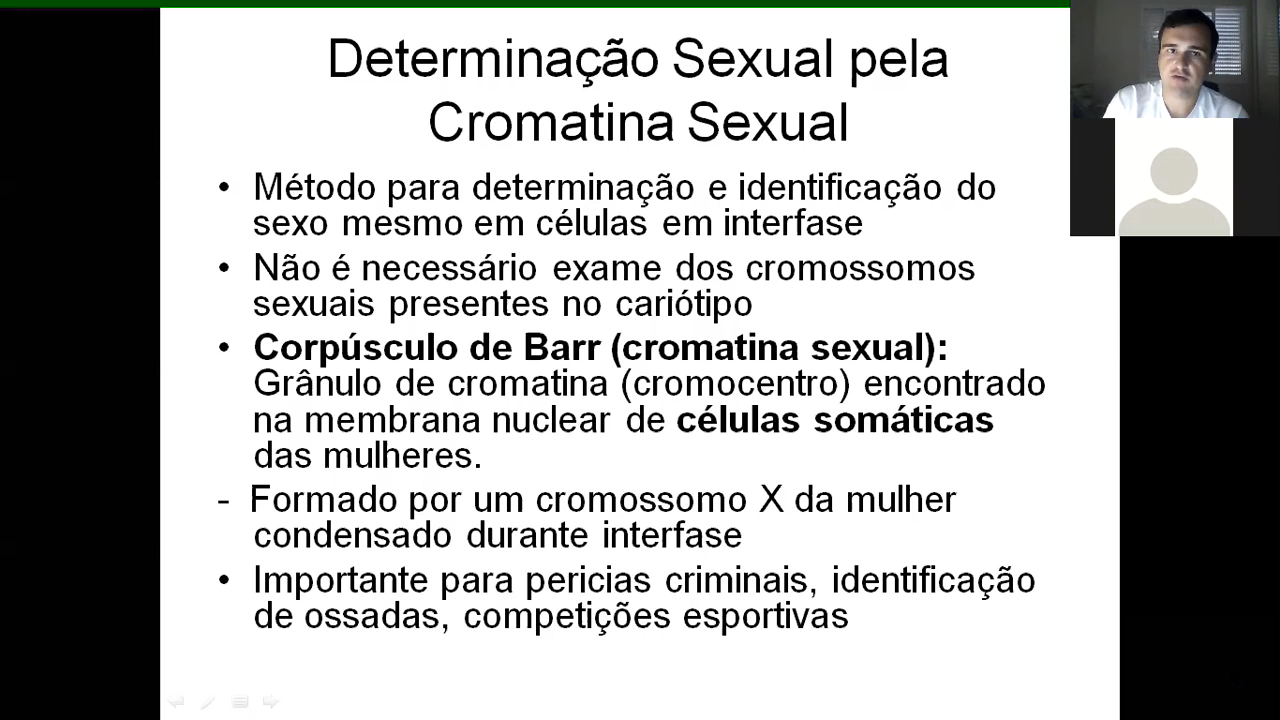 Determinação Sexual pela
Cromatina Sexual
• Método para determinação e identificação do
sexo mesmo em células em interfase
• Não é necessário exame dos cromossomos
sexuais presentes no cariótipo
• Corpúsculo de Barr (cromatina sexual):
Grânulo de cromatina (cromocentro) encontrado
na membrana nuclear de células somáticas
das mulheres.
- Formado por um cromossomo X da mulher
condensado durante interfase
• Importante para pericias criminais, identificação
de ossadas, competições esportivas